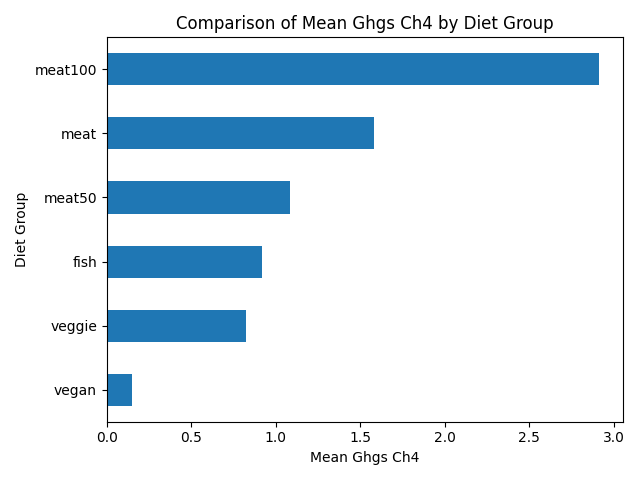 Comparison of Mean Ghgs Ch4 by Diet Group
meat100
meat
meat50
fish
veggie
vegan
Diet Group
0.0 0.5 1.0 1.5 2.0 2.5 3.0
Mean Ghgs Ch4